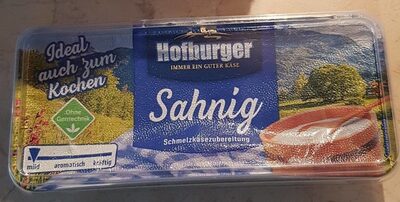 Ideal
auch zum
Kochen
Ohne
Gentechnik
mild aromatisch kräftig
Hofburger
IMMER EIN GUTER KÄSE
Sahnig
Schmelzkäsezubereitung